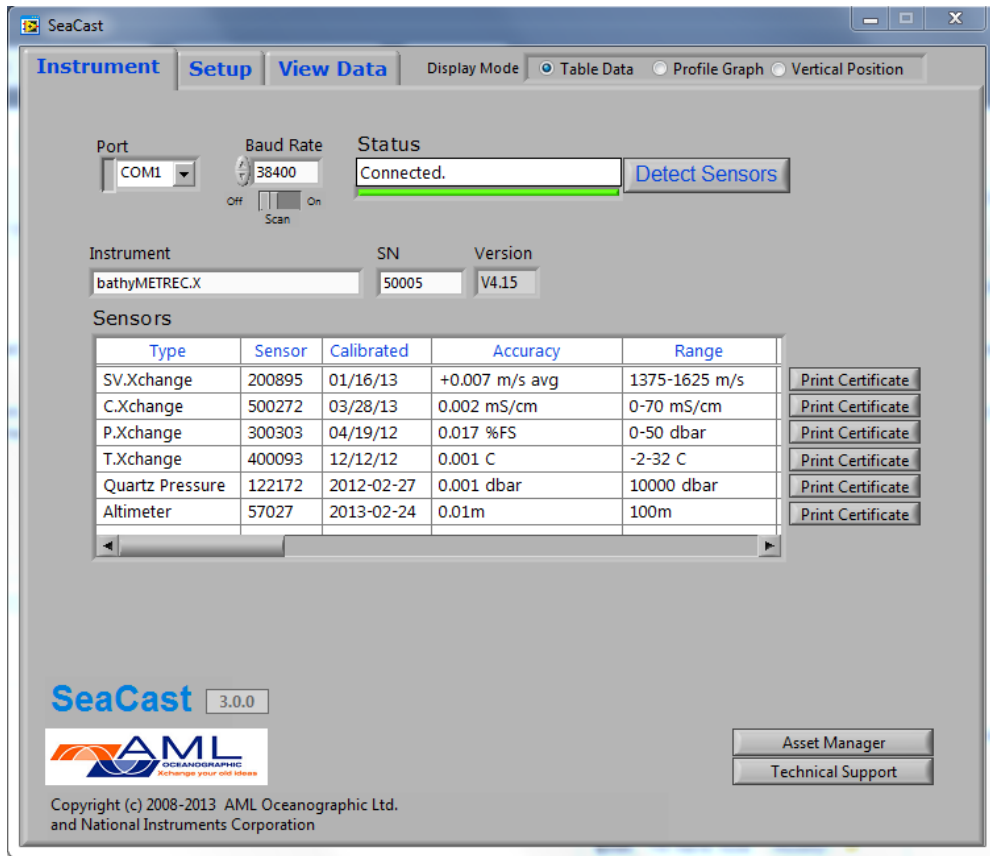 SeaCast
Instrument Setup View Data Display Mode Table Data Profile Graph Vertical Position
Port Baud Rate Status
COM1 38400 Connected. Detect Sensors
Off On
Scan
Instrument SN Version
bathyMETREC.X 50005 V4.15
Sensors
Type Sensor Calibrated Accuracy Range
SV.Xchange 200895 01/16/13 +0.007 m/s avg 1375-1625 m/s Print Certificate
C.Xchange 500272 03/28/13 0.002 mS/cm 0-70 mS/cm Print Certificate
P.Xchange 300303 04/19/12 0.017 %FS 0-50 dbar Print Certificate
T.Xchange 400093 12/12/12 0.001 C -2-32 C Print Certificate
Quartz Pressure 122172 2012-02-27 0.001 dbar 10000 dbar Print Certificate
Altimeter 57027 2013-02-24 0.01m 100m Print Certificate
SeaCast 3.0.0
AML
OCEANOGRAPHIC
Xchange your old ideas
Asset Manager
Technical Support
Copyright (c) 2008-2013 AML Oceanographic Ltd.
and National Instruments Corporation